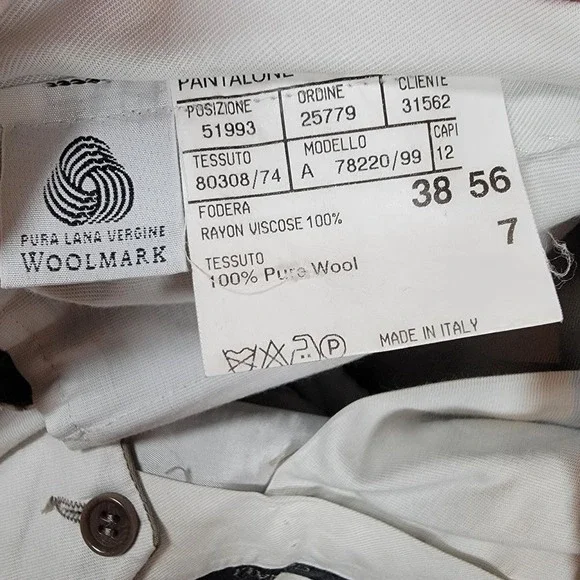 PANTALONE
POSIZIONE ORDINE CLIENTE
51993 25779 31562
TESSUTO MODELLO CAPI
80308/74 A 78220/99 12
FODERA 38 56
RAYON VISCOSE 100%
7
TESSUTO
100% Pure Wool
MADE IN ITALY
P
PURA LANA VERGINE
WOOLMARK